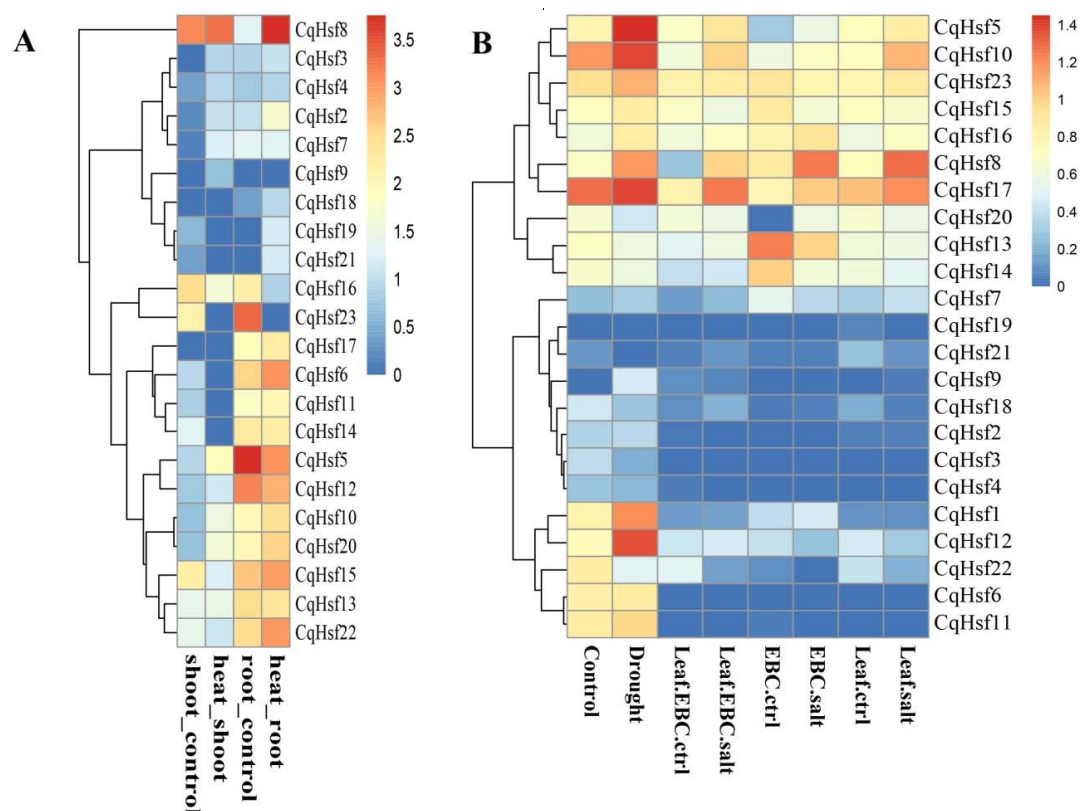 A
CqHsf8
CqHsf3
CqHsf4
CqHsf2
CqHsf7
CqHsf9
CqHsf18
CqHsf19
CqHsf21
CqHsf16
CqHsf23
CqHsf17
CqHsf6
CqHsf11
CqHsf14
CqHsf5
CqHsf12
CqHsf10
CqHsf20
CqHsf15
CqHsf13
CqHsf22
shoot_control
heat_shoot
root_control
heat_root
3.5
3
2.5
2
1.5
1
0.5
0
B
CqHsf5
CqHsf10
CqHsf23
CqHsf15
CqHsf16
CqHsf8
CqHsf17
CqHsf20
CqHsf13
CqHsf14
CqHsf7
CqHsf19
CqHsf21
CqHsf9
CqHsf18
CqHsf2
CqHsf3
CqHsf4
CqHsf1
CqHsf12
CqHsf22
CqHsf6
CqHsf11
Control
Drought
Leaf.EBC.ctrl
Leaf.EBC.salt
EBC.ctrl
EBC.salt
Leaf.ctrl
Leaf.salt
1.4
1.2
1
0.8
0.6
0.4
0.2
0